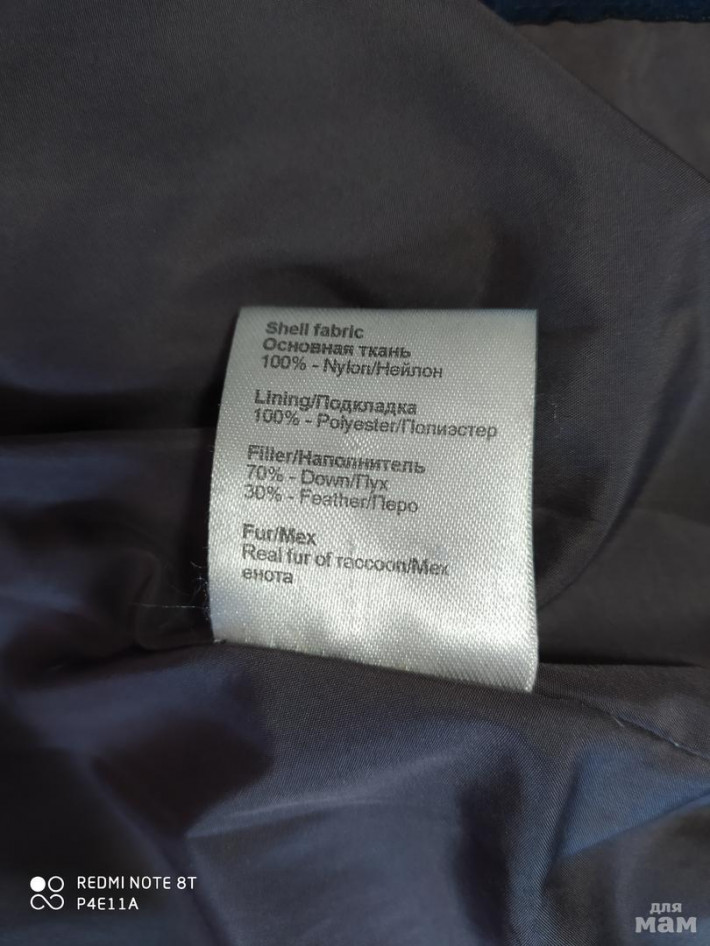 Shell fabric
Основная ткань
100% - Nylon/Нейлон
Lining/Подкладка
100% - Polyester/Полиэстер
Filler/Наполнитель
70% - Down/Пух
30% - Feather/Перо
Fur/Мех
Real fur of raccoon/Мех
енота
REDMI NOTE 8T
P4E11A
для
мам